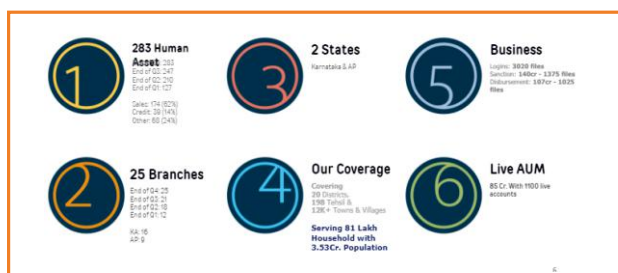 1
283 Human
Asset
End of Q3: 247
End of Q2: 210
End of Q1: 127
Sales: 174 (62%)
Credit: 39 (14%)
Other: 68 (24%)
3
2 States
Karnataka & AP
5
Business
Logins: 3020 files
Sanction: 140cr - 1375 files
Disbursement: 107cr - 1025
files
2
25 Branches
End of Q4:25
End of Q3:21
End of Q2:18
End of Q1:12
KA:16
AP:9
4
Our Coverage
Covering
20 Districts,
198 Tehsil &
12K+ Towns & Villages
Serving 81 Lakh
Household with
3.53Cr. Population
6
Live AUM
85 Cr. With 1100 live
accounts